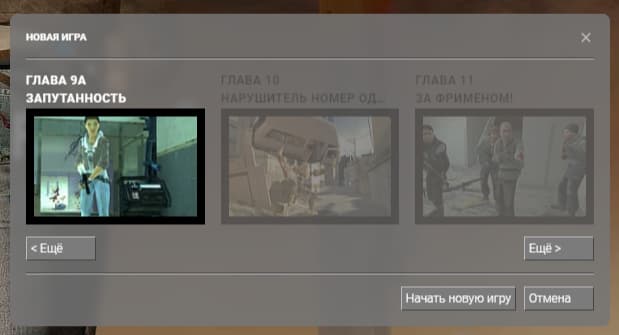 НОВАЯ ИГРА
ГЛАВА 9А
ЗАПУТАННОСТЬ
ГЛАВА 10
НАРУШИТЕЛЬ НОМЕР ОД...
ГЛАВА 11
ЗА ФРИМЕНОМ!
< Ещё
Ещё >
Начать новую игру
Отмена